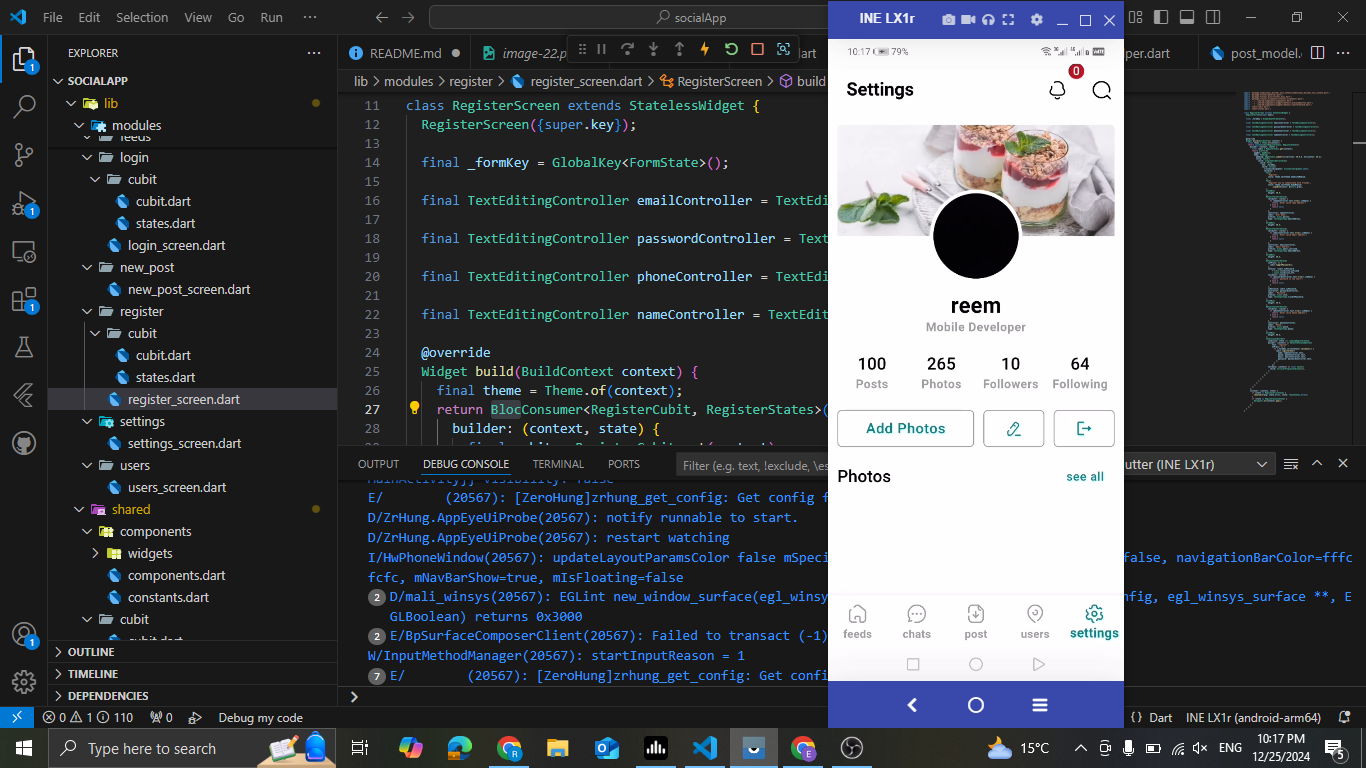 File Edit Selection View Go Run ··· socialApp
EXPLORER ···
SOCIALAPP
lib
modules
feeds
login
cubit
cubit.dart
states.dart
login_screen.dart
new_post
new_post_screen.dart
register
cubit
cubit.dart
states.dart
register_screen.dart
settings
settings_screen.dart
users
users_screen.dart
shared
components
widgets
components.dart
constants.dart
cubit
cubit.dart
OUTLINE
TIMELINE
DEPENDENCIES
README.md image-22.p
post_model.
lib > modules > register > register_screen.dart > RegisterScreen > build
11 class RegisterScreen extends StatelessWidget {
12 RegisterScreen({super.key});
13
14 final _formKey = GlobalKey<FormState>();
15
16 final TextEditingController emailController = TextEdi
17
18 final TextEditingController passwordController = Text
19
20 final TextEditingController phoneController = TextEdi
21
22 final TextEditingController nameController = TextEdit
23
24 @override
25 Widget build(BuildContext context) {
26 final theme = Theme.of(context);
27 return BlocConsumer<RegisterCubit, RegisterStates>(
28 builder: (context, state) {
OUTPUT DEBUG CONSOLE TERMINAL PORTS Filter (e.g. text, !exclude, \es utter (INE LX1r)
MainActivity}} visibility: false
E/ (20567): [ZeroHung]zrhung_get_config: Get config f
D/ZrHung.AppEyeUiProbe(20567): notify runnable to start.
D/ZrHung.AppEyeUiProbe(20567): restart watching
I/HwPhoneWindow(20567): updateLayoutParamsColor false mSpeci false, navigationBarColor=fffc
fcfc, mNavBarShow=true, mIsFloating=false
2 D/mali_winsys(20567): EGLint new_window_surface(egl_winsy nfig, egl_winsys_surface **, E
GLBoolean) returns 0x3000
2 E/BpSurfaceComposerClient(20567): Failed to transact (-1)
W/InputMethodManager(20567): startInputReason = 1
7 E/ (20567): [ZeroHung]zrhung_get_config: Get confi
INE LX1r
10:17 79%
Settings
0
reem
Mobile Developer
100 265 10 64
Posts Photos Followers Following
Add Photos
Photos see all
feeds chats post users settings
0 1 110 0 Debug my code {} Dart INE LX1r (android-arm64)
Type here to search 15°C ENG 10:17 PM
12/25/2024
5